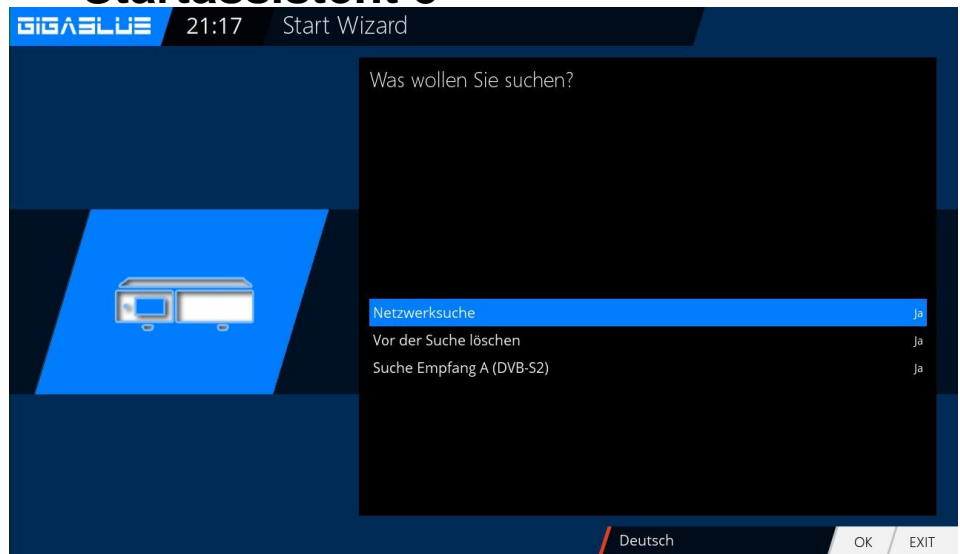 GIGABLUE 21:17 Start Wizard
Was wollen Sie suchen?
Netzwerksuche Ja
Vor der Suche löschen Ja
Suche Empfang A (DVB-S2) Ja
Deutsch OK EXIT